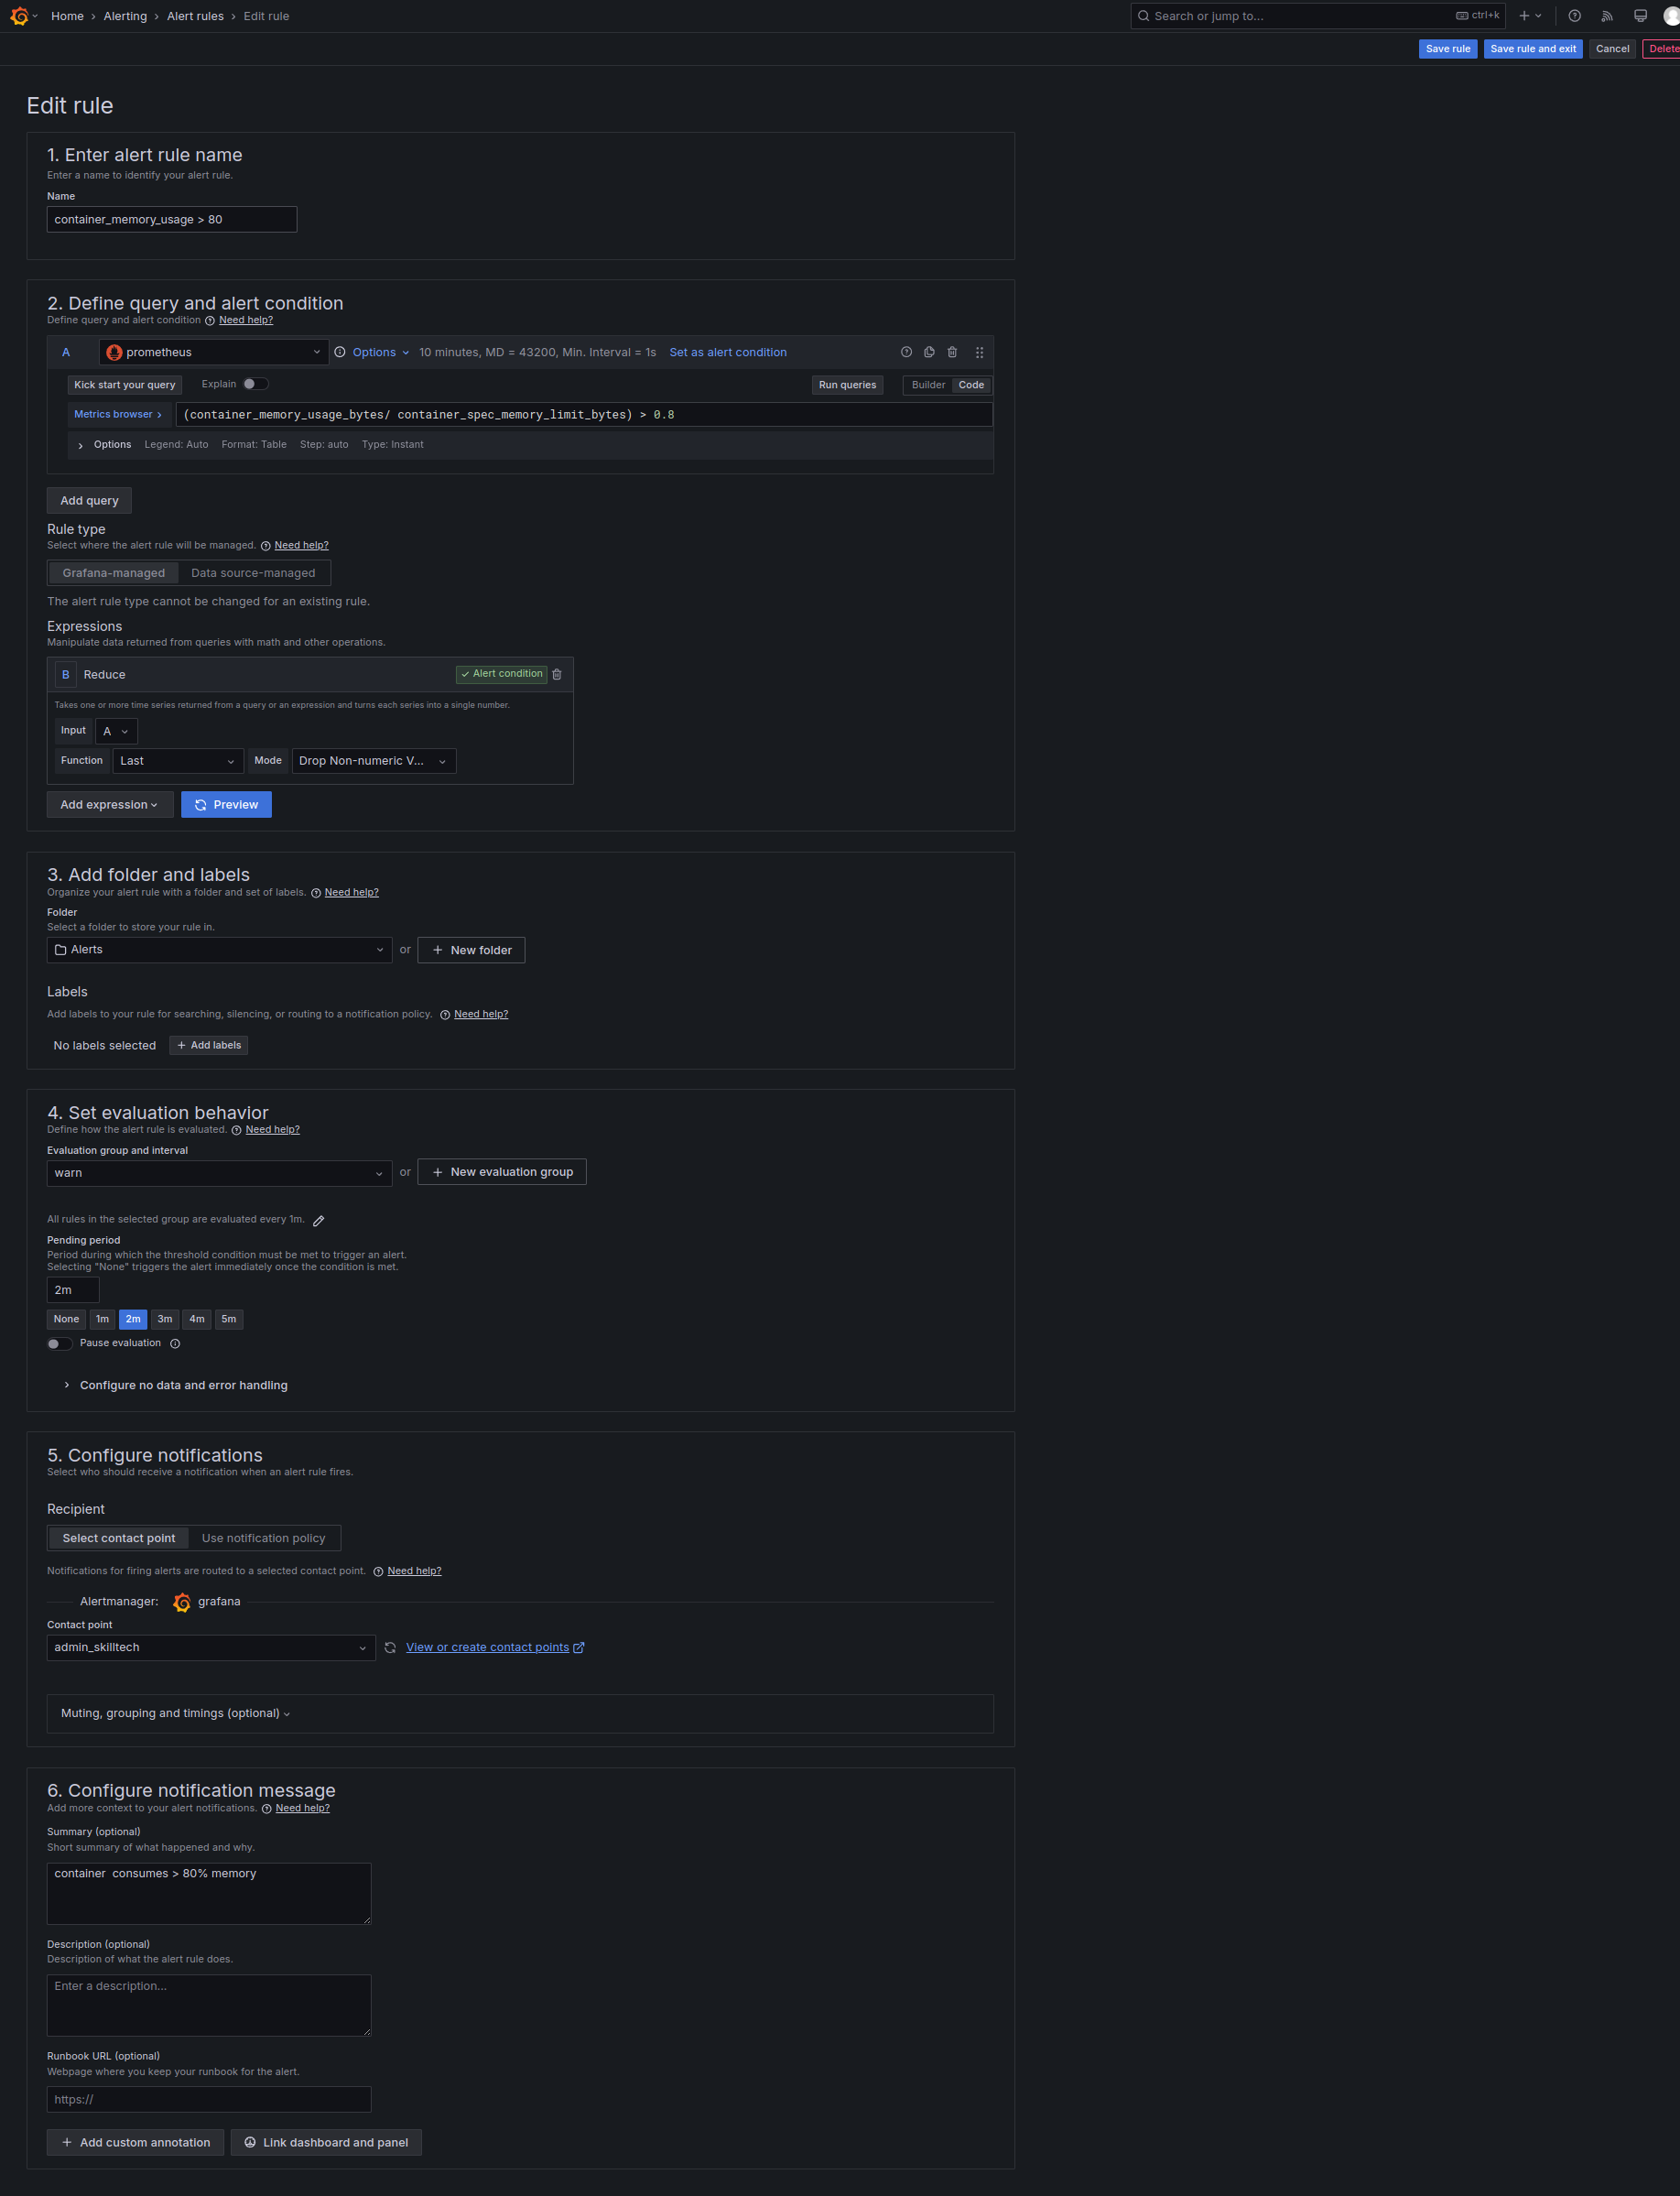 Home › Alerting › Alert rules › Edit rule
Search or jump to... ctrl+k
Save rule Save rule and exit Cancel Delete
Edit rule
1. Enter alert rule name
Enter a name to identify your alert rule.
Name
container_memory_usage > 80
2. Define query and alert condition
Define query and alert condition Need help?
A prometheus Options 10 minutes, MD = 43200, Min. Interval = 1s Set as alert condition
Kick start your query Explain Run queries Builder Code
Metrics browser > (container_memory_usage_bytes/ container_spec_memory_limit_bytes) > 0.8
Options Legend: Auto Format: Table Step: auto Type: Instant
Add query
Rule type
Select where the alert rule will be managed. Need help?
Grafana-managed Data source-managed
The alert rule type cannot be changed for an existing rule.
Expressions
Manipulate data returned from queries with math and other operations.
B Reduce Alert condition
Takes one or more time series returned from a query or an expression and turns each series into a single number.
Input A
Function Last Mode Drop Non-numeric V...
Add expression Preview
3. Add folder and labels
Organize your alert rule with a folder and set of labels. Need help?
Folder
Select a folder to store your rule in.
Alerts or + New folder
Labels
Add labels to your rule for searching, silencing, or routing to a notification policy. Need help?
No labels selected + Add labels
4. Set evaluation behavior
Define how the alert rule is evaluated. Need help?
Evaluation group and interval
warn or + New evaluation group
All rules in the selected group are evaluated every 1m.
Pending period
Period during which the threshold condition must be met to trigger an alert.
Selecting "None" triggers the alert immediately once the condition is met.
2m
None 1m 2m 3m 4m 5m
Pause evaluation
Configure no data and error handling
5. Configure notifications
Select who should receive a notification when an alert rule fires.
Recipient
Select contact point Use notification policy
Notifications for firing alerts are routed to a selected contact point. Need help?
Alertmanager: grafana
Contact point
admin_skilltech View or create contact points
Muting, grouping and timings (optional)
6. Configure notification message
Add more context to your alert notifications. Need help?
Summary (optional)
Short summary of what happened and why.
container  consumes > 80% memory
Description (optional)
Description of what the alert rule does.
Enter a description...
Runbook URL (optional)
Webpage where you keep your runbook for the alert.
https://
+ Add custom annotation Link dashboard and panel